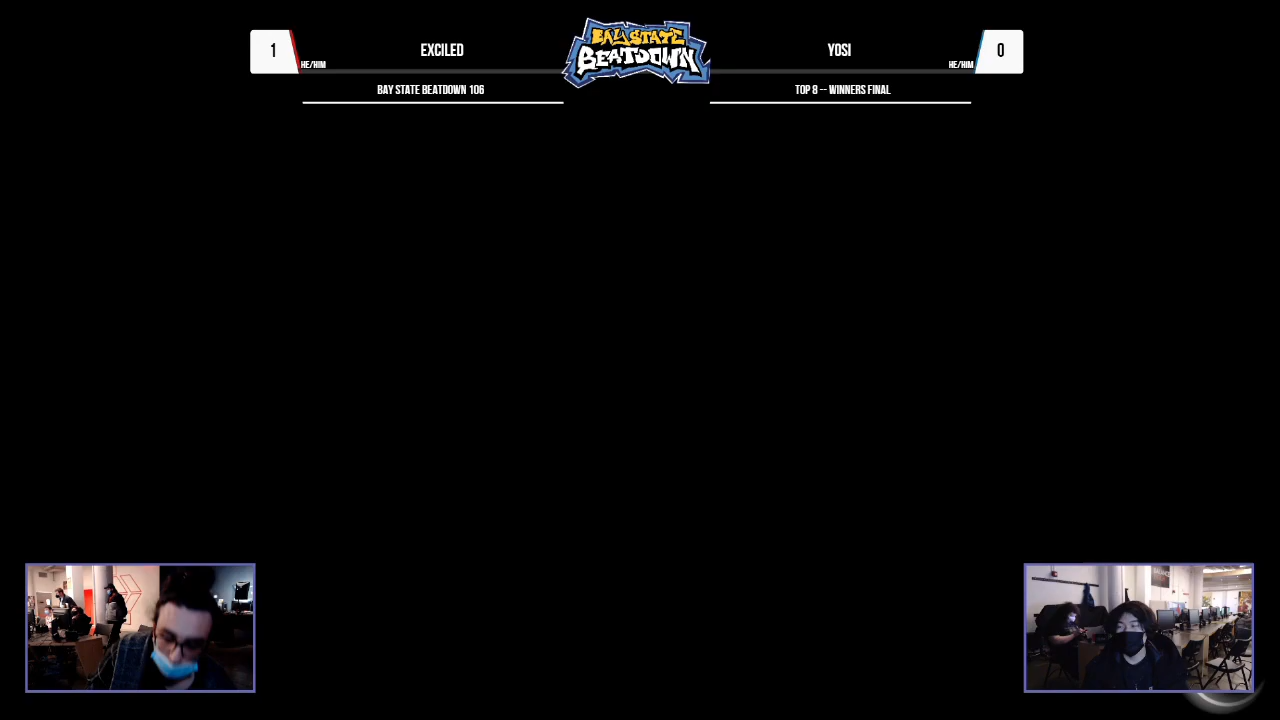 1
EXCILED
HE/HIM
BAY STATE
BEATDOWN
YOSI
HE/HIM
0
BAY STATE BEATDOWN 106
TOP 8 -- WINNERS FINAL